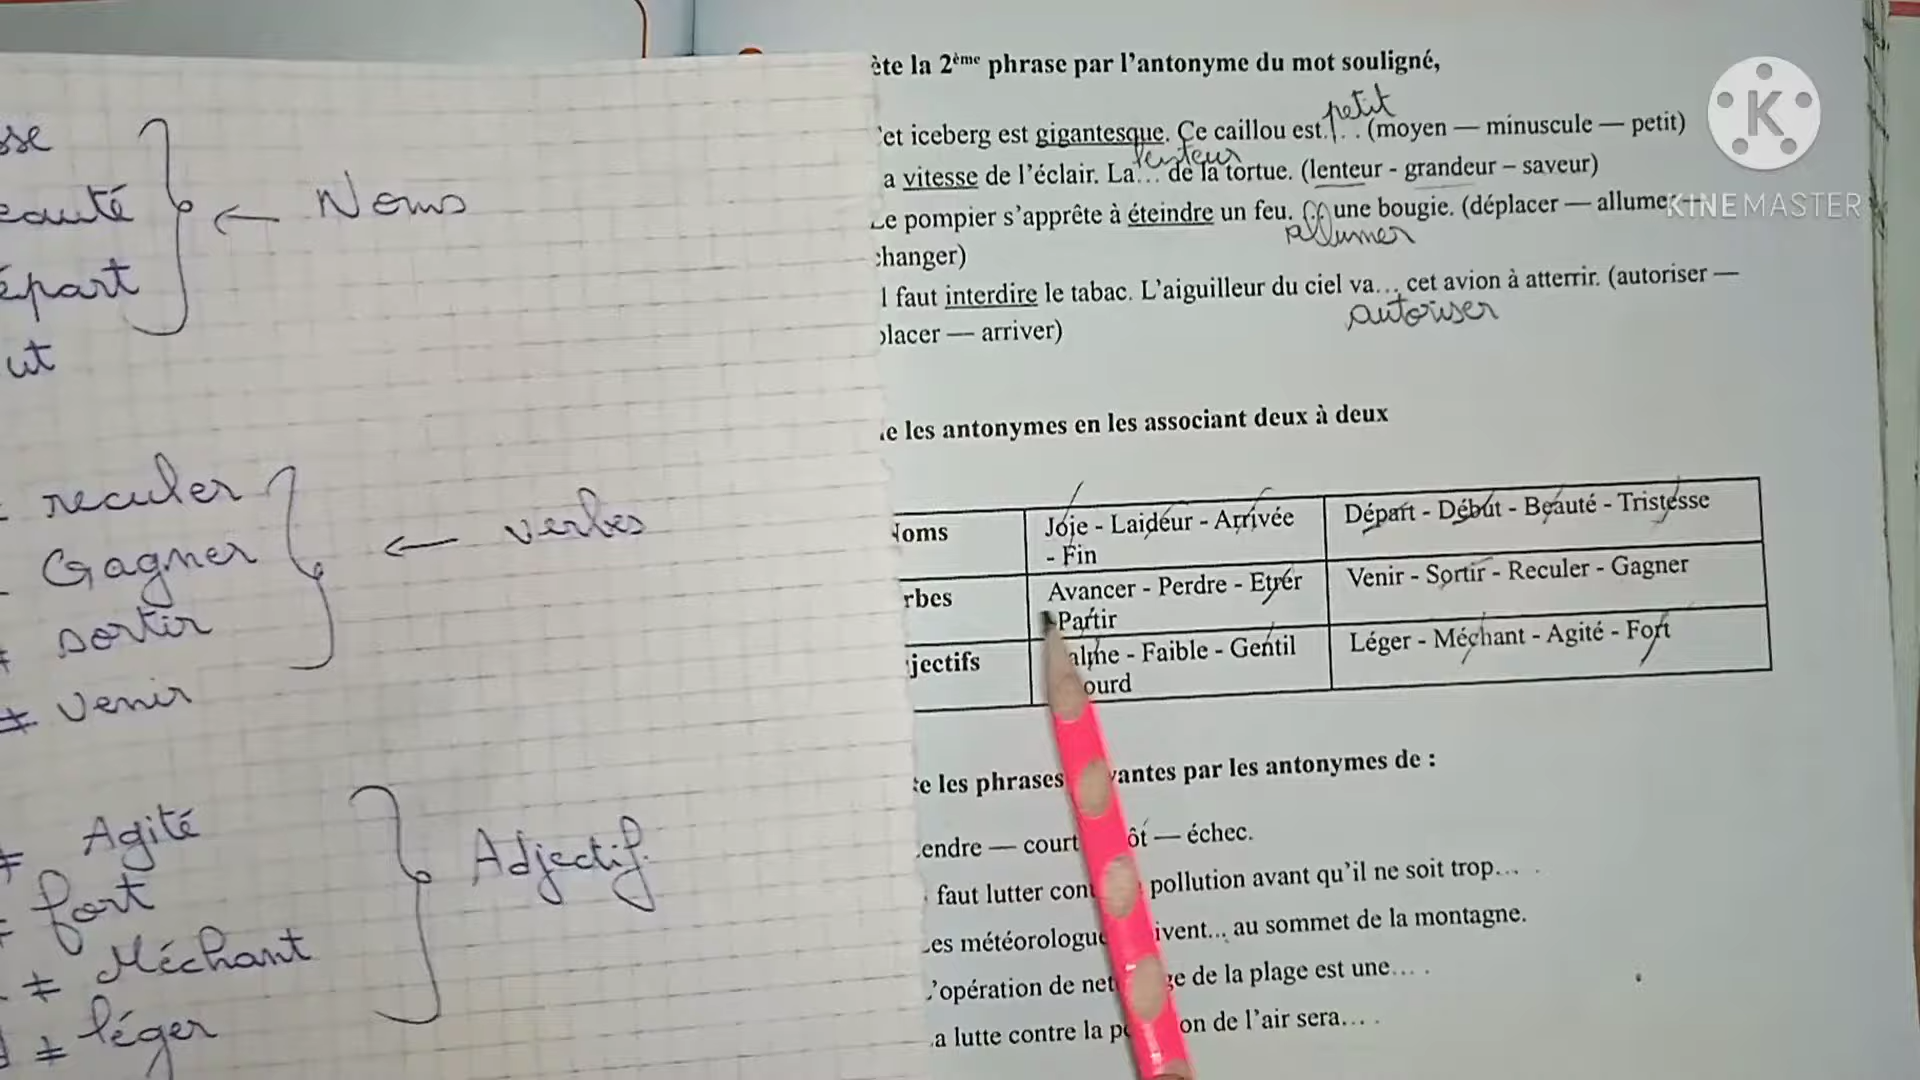 sse
eauté
épart
ut
← Noms
reculer
Gagner
≠ sortir
≠ venir
← verbes
≠ Agité
≠ fort
≠ Méchant
≠ léger
← Adjectif.
ète la 2ème phrase par l'antonyme du mot souligné,
petit
et iceberg est gigantesque. Ce caillou est... (moyen — minuscule — petit)
lenteur
a vitesse de l'éclair. La... de la tortue. (lenteur - grandeur – saveur)
Le pompier s'apprête à éteindre un feu. ... une bougie. (déplacer — allumer —
allumer
changer)
l faut interdire le tabac. L'aiguilleur du ciel va... cet avion à atterrir. (autoriser —
autoriser
placer — arriver)
e les antonymes en les associant deux à deux
Noms
Joie - Laideur - Arrivée
- Fin
Départ - Début - Beauté - Tristesse
rbes
Avancer - Perdre - Etrer
- Partir
Venir - Sortir - Reculer - Gagner
jectifs
alme - Faible - Gentil
ourd
Léger - Méchant - Agité - Fort
te les phrases vantes par les antonymes de :
endre — court ôt — échec.
faut lutter con pollution avant qu'il ne soit trop...
Les météorologue ivent... au sommet de la montagne.
L'opération de net ge de la plage est une... .
a lutte contre la p on de l'air sera... .
K
KINEMASTER